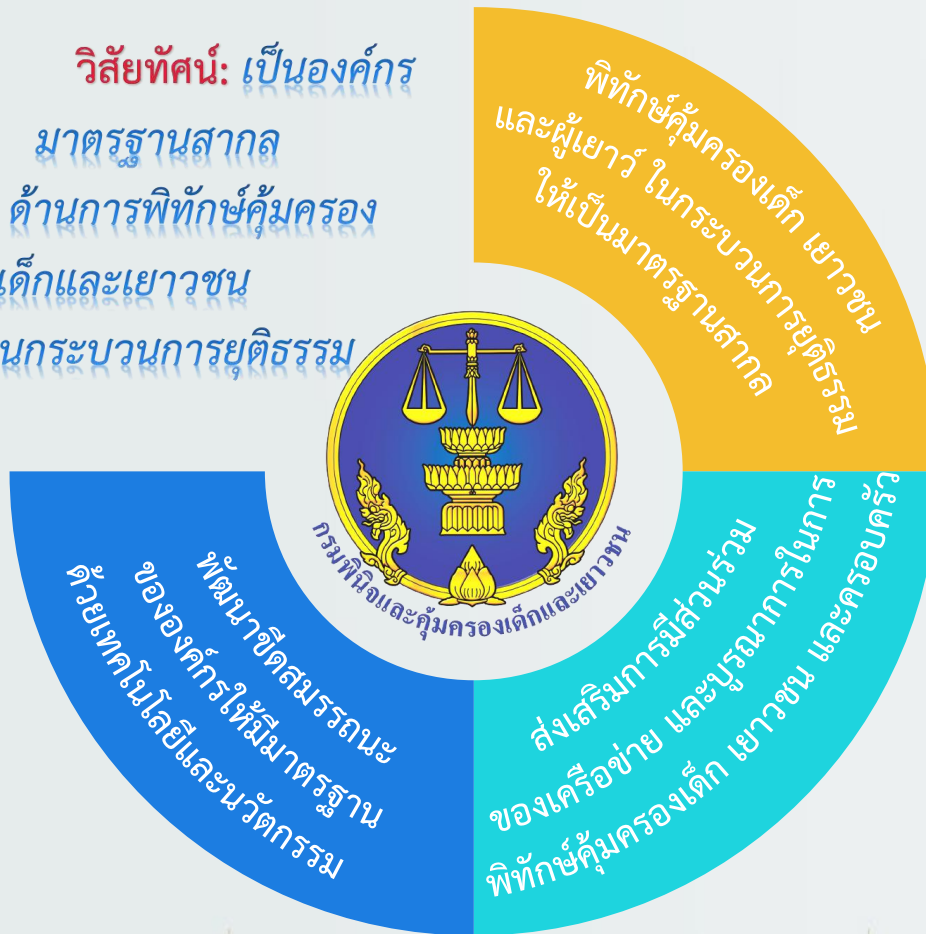 วิสัยทัศน์: เป็นองค์กร
มาตรฐานสากล
ด้านการพิทักษ์คุ้มครอง
เด็กและเยาวชน
นกระบวนการยุติธรรม
พิทักษ์คุ้มครองเด็ก เยาวชน
และผู้เยาว์ ในกระบวนการยุติธรรม
ให้เป็นมาตรฐานสากล
ส่งเสริมการมีส่วนร่วม
ของเครือข่าย และบูรณาการในการ
พิทักษ์คุ้มครองเด็ก เยาวชน และครอบครัว
พัฒนาขีดสมรรถนะ
ขององค์กรให้มีมาตรฐาน
ด้วยเทคโนโลยีและนวัตกรรม
กรมพินิจและคุ้มครองเด็กและเยาวชน